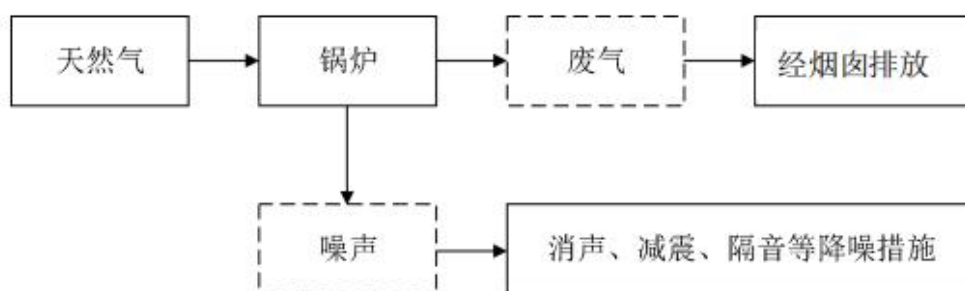 天然气
锅炉
废气
经烟囱排放
噪声
消声、减震、隔音等降噪措施